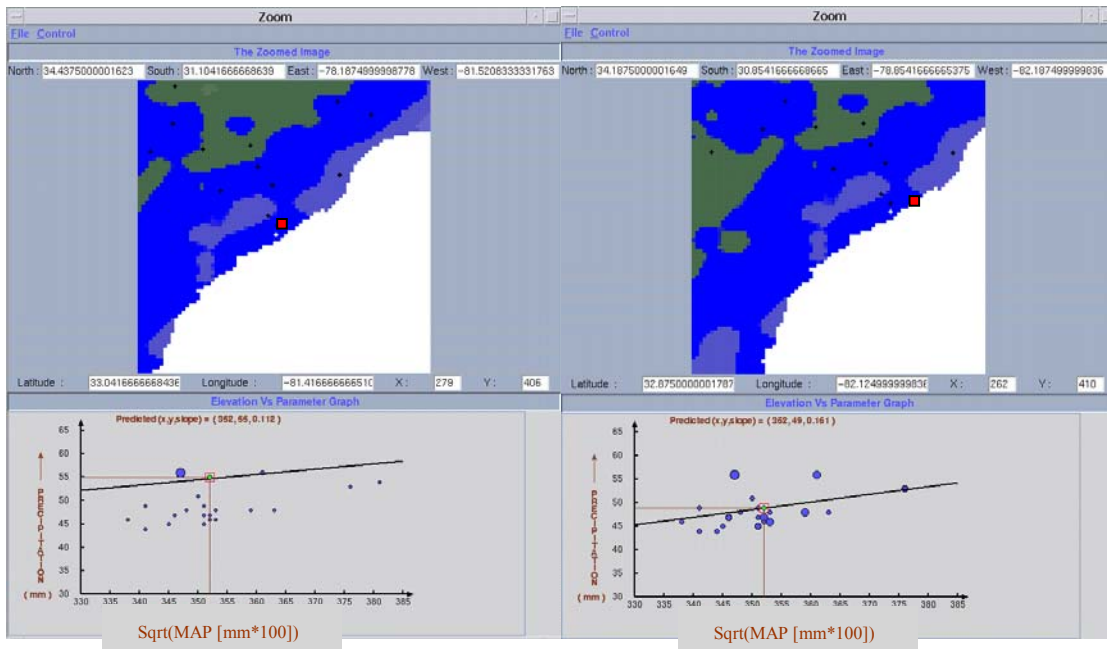 Zoom
File Control
The Zoomed Image
North : 34.4375000001623 South : 31.1041666668639 East : -78.1874999998778 West : -81.5208333331763
Latitude : 33.041666666843 Longitude : -81.416666666510 X : 279 Y : 406
Elevation Vs Parameter Graph
Predicted (x,y,slope) = (352,55,0.112)
65
60
55
50
45
40
35
30
PRECIPITATION
(mm)
330 335 340 345 350 355 360 365 370 375 380 385
Sqrt(MAP [mm*100])
Zoom
File Control
The Zoomed Image
North : 34.1875000001649 South : 30.8541666668665 East : -78.8541666665375 West : -82.187499999836
Latitude : 32.8750000001787 Longitude : -82.12499999983 X : 262 Y : 410
Elevation Vs Parameter Graph
Predicted (x,y,slope) = (352,49,0.161)
65
60
55
50
45
40
35
30
PRECIPITATION
(mm)
330 335 340 345 350 355 360 365 370 375 380 385
Sqrt(MAP [mm*100])